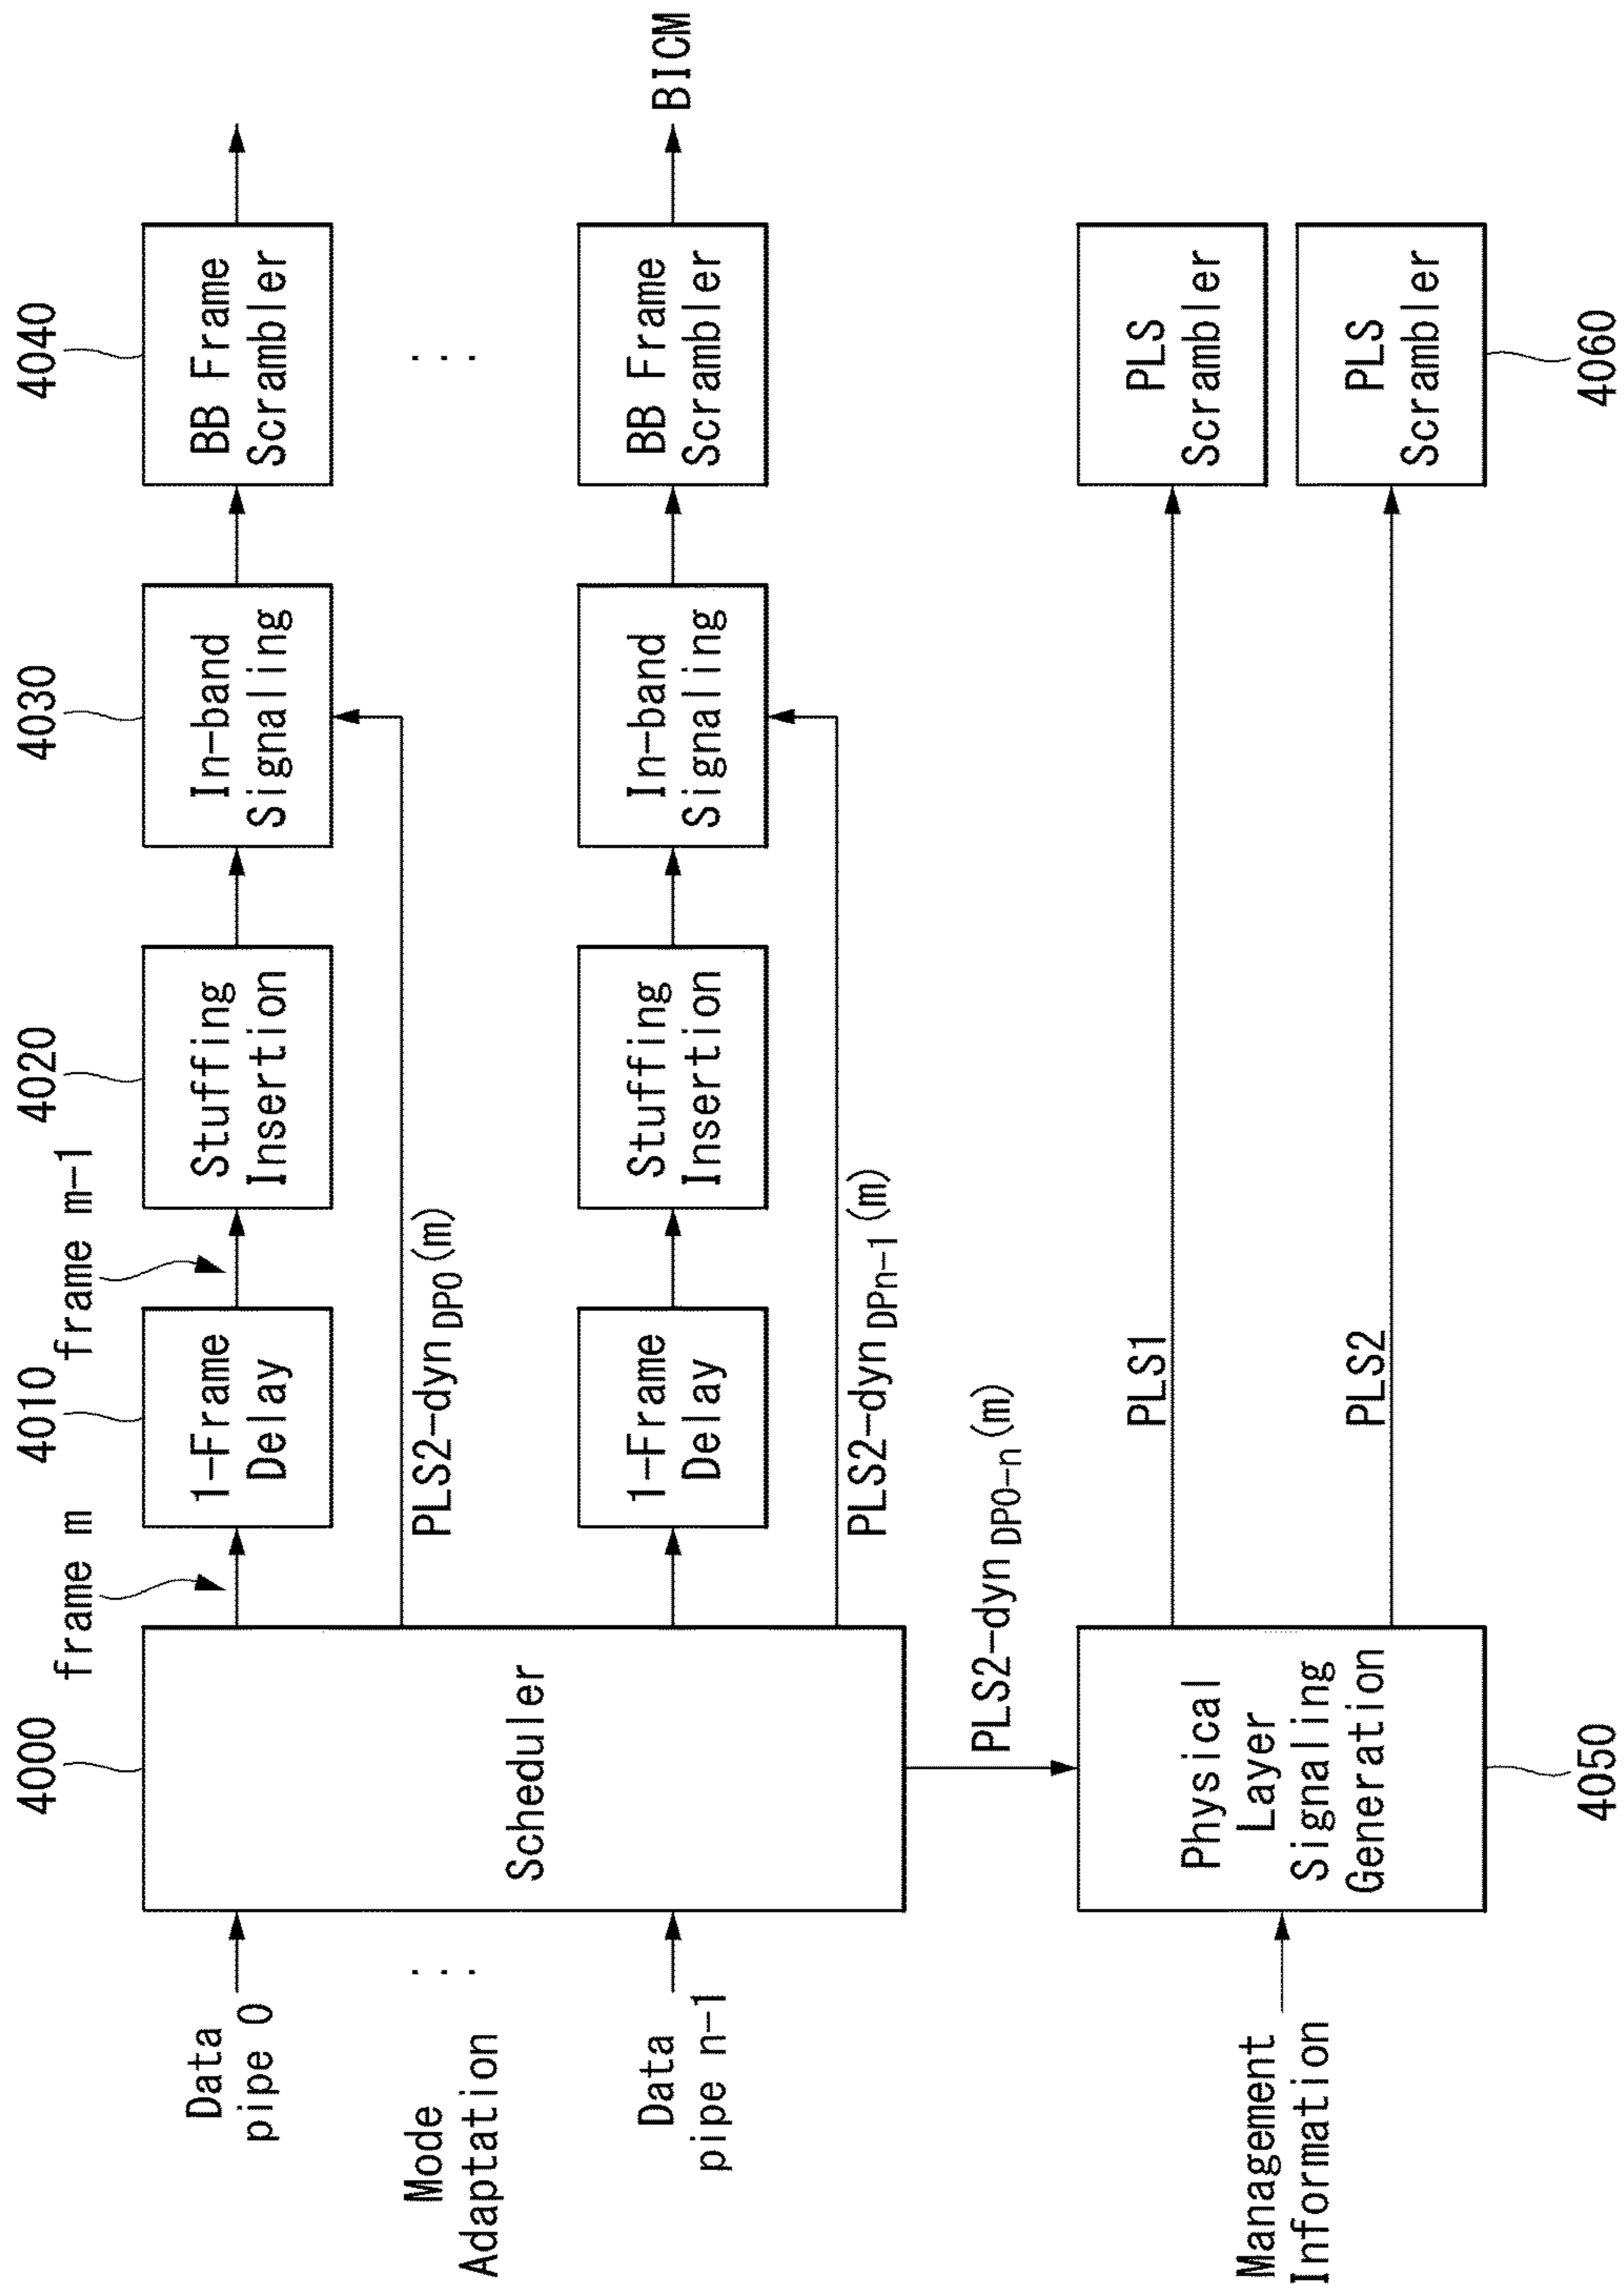 4000
4010
4020
4030
4040
frame m
frame m-1
Data
pipe 0
1-Frame
Delay
Stuffing
Insertion
In-band
Signaling
BB Frame
Scrambler
PLS2-dyn DP0 (m)
Mode
Adaptation
...
Scheduler
...
Data
pipe n-1
1-Frame
Delay
Stuffing
Insertion
In-band
Signaling
BB Frame
Scrambler
BICM
PLS2-dyn DPn-1 (m)
PLS2-dyn DP0-n (m)
Management
Information
Physical
Layer
Signaling
Generation
PLS1
PLS
Scrambler
PLS2
PLS
Scrambler
4050
4060